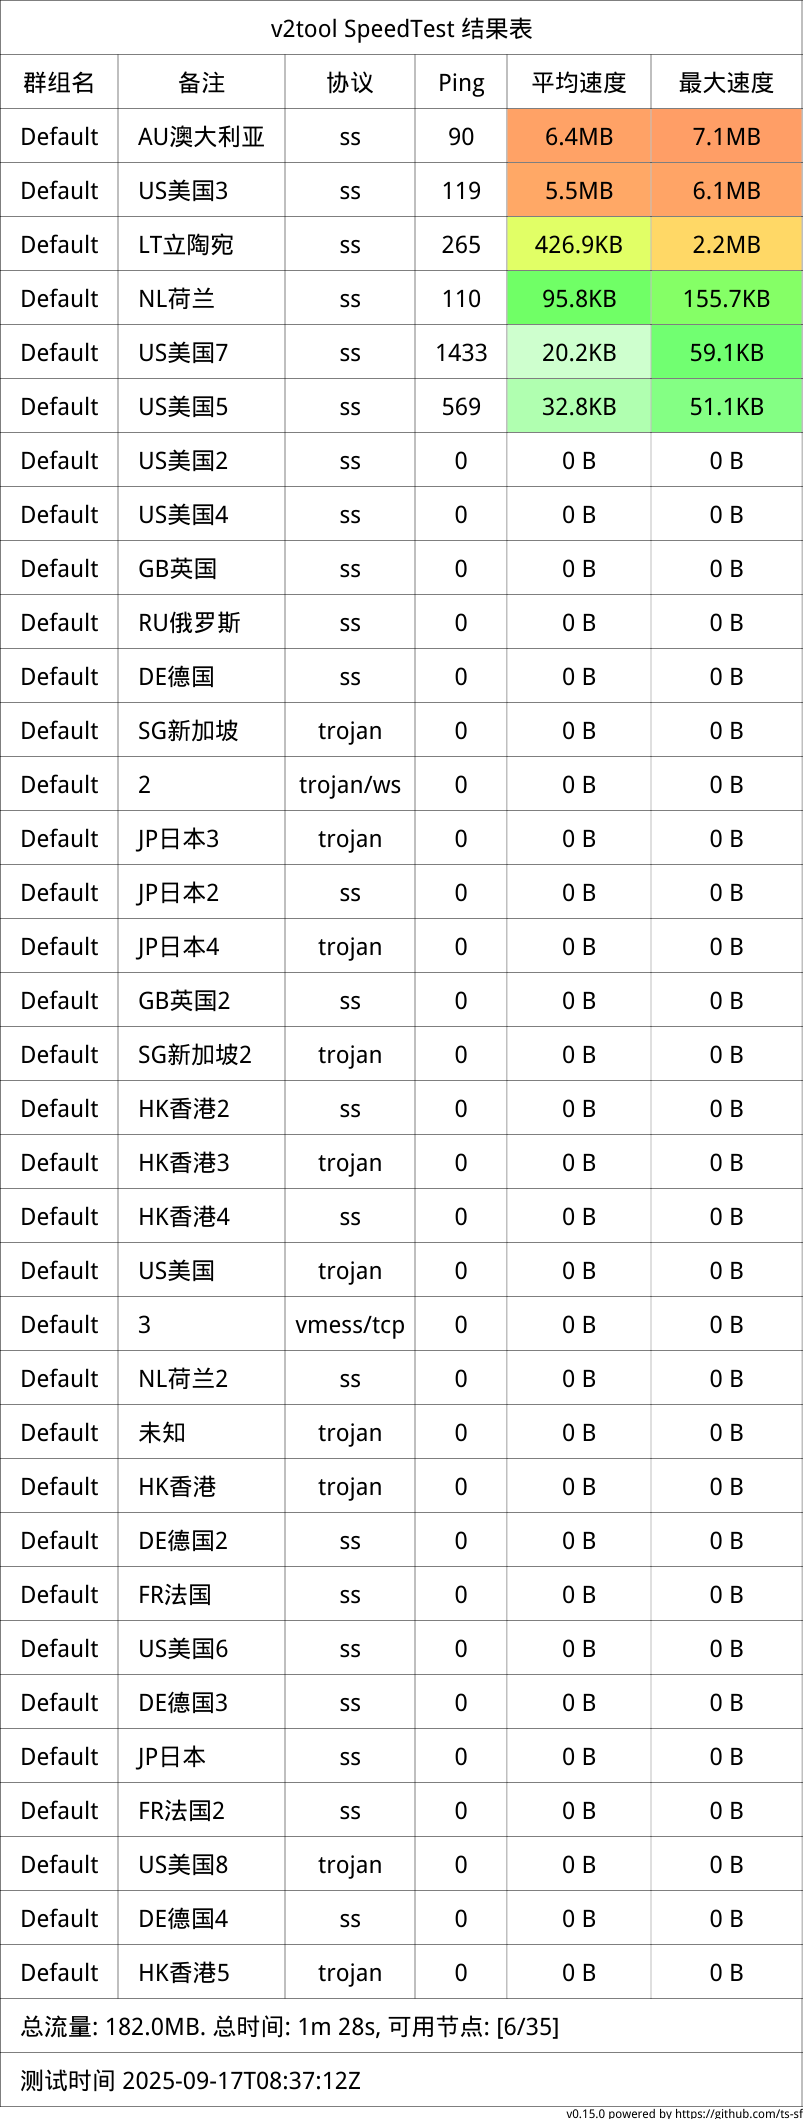 v2tool SpeedTest 结果表
群组名 备注 协议 Ping 平均速度 最大速度
Default AU澳大利亚 ss 90 6.4MB 7.1MB
Default US美国3 ss 119 5.5MB 6.1MB
Default LT立陶宛 ss 265 426.9KB 2.2MB
Default NL荷兰 ss 110 95.8KB 155.7KB
Default US美国7 ss 1433 20.2KB 59.1KB
Default US美国5 ss 569 32.8KB 51.1KB
Default US美国2 ss 0 0 B 0 B
Default US美国4 ss 0 0 B 0 B
Default GB英国 ss 0 0 B 0 B
Default RU俄罗斯 ss 0 0 B 0 B
Default DE德国 ss 0 0 B 0 B
Default SG新加坡 trojan 0 0 B 0 B
Default 2 trojan/ws 0 0 B 0 B
Default JP日本3 trojan 0 0 B 0 B
Default JP日本2 ss 0 0 B 0 B
Default JP日本4 trojan 0 0 B 0 B
Default GB英国2 ss 0 0 B 0 B
Default SG新加坡2 trojan 0 0 B 0 B
Default HK香港2 ss 0 0 B 0 B
Default HK香港3 trojan 0 0 B 0 B
Default HK香港4 ss 0 0 B 0 B
Default US美国 trojan 0 0 B 0 B
Default 3 vmess/tcp 0 0 B 0 B
Default NL荷兰2 ss 0 0 B 0 B
Default 未知 trojan 0 0 B 0 B
Default HK香港 trojan 0 0 B 0 B
Default DE德国2 ss 0 0 B 0 B
Default FR法国 ss 0 0 B 0 B
Default US美国6 ss 0 0 B 0 B
Default DE德国3 ss 0 0 B 0 B
Default JP日本 ss 0 0 B 0 B
Default FR法国2 ss 0 0 B 0 B
Default US美国8 trojan 0 0 B 0 B
Default DE德国4 ss 0 0 B 0 B
Default HK香港5 trojan 0 0 B 0 B
总流量: 182.0MB. 总时间: 1m 28s, 可用节点: [6/35]
测试时间 2025-09-17T08:37:12Z
v0.15.0 powered by https://github.com/ts-sf